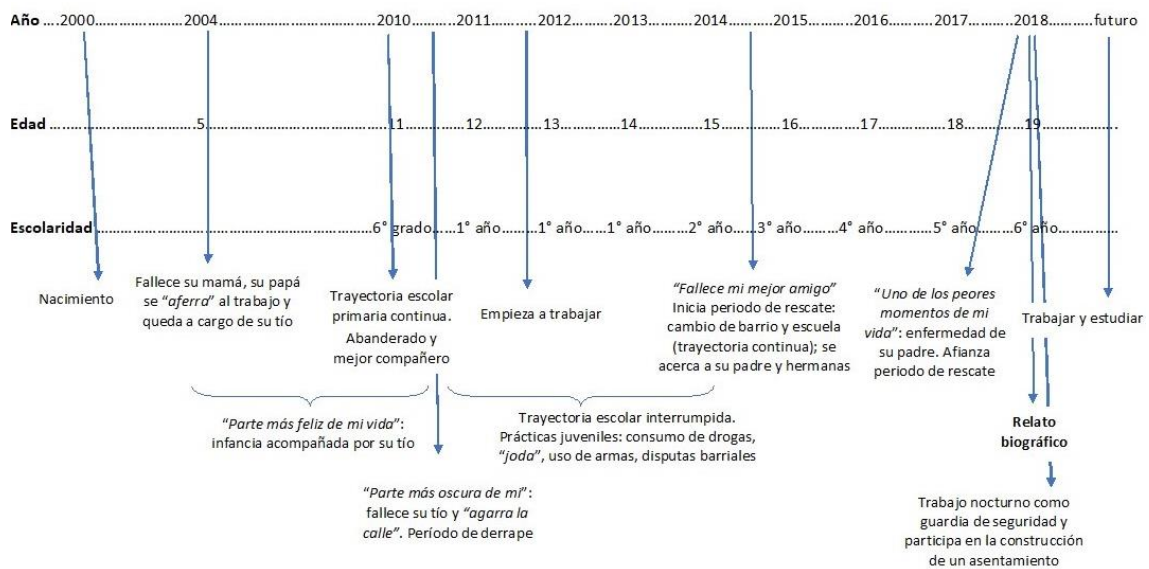 Año ...2000..................2004.........................2010............2011............2012............2013............2014............2015............2016............2017............2018............futuro
Edad ........................5...........................11............12............13............14............15............16............17............18............19............
Escolaridad.....................................6° grado.....1° año.......1° año.......1° año.......2° año....3° año.......4° año.........5° año.......6° año............
Nacimiento
Fallece su mamá, su papá
se “aferra” al trabajo y
queda a cargo de su tío
Trayectoria escolar
primaria continua.
Abanderado y
mejor compañero
Empieza a trabajar
“Fallece mi mejor amigo”
Inicia periodo de rescate:
cambio de barrio y escuela
(trayectoria continua); se
acerca a su padre y hermanas
“Uno de los peores
momentos de mi
vida”: enfermedad de
su padre. Afianza
periodo de rescate
Trabajar y estudiar
“Parte más feliz de mi vida”:
infancia acompañada por su tío
Trayectoria escolar interrumpida.
Prácticas juveniles: consumo de drogas,
“joda”, uso de armas, disputas barriales
Relato
biográfico
“Parte más oscura de mi”:
fallece su tío y “agarra la
calle”. Período de derrape
Trabajo nocturno como
guardia de seguridad y
participa en la construcción
de un asentamiento